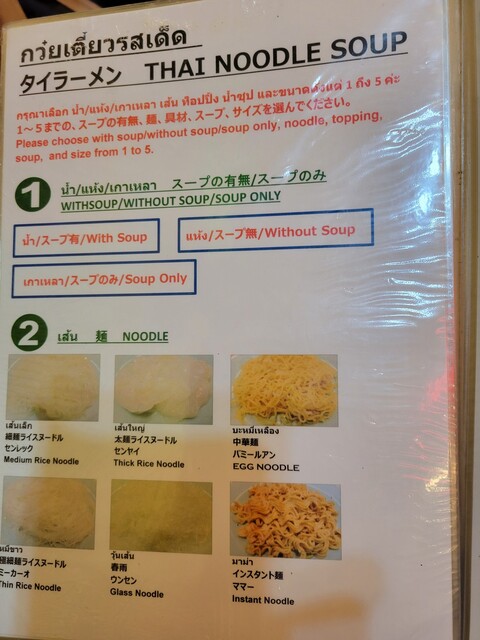 ก๋วยเตี๋ยวรสเด็ด
タイラーメン THAI NOODLE SOUP
กรุณาเลือก น้ำ/แห้ง/เกาเหลา เส้น ท็อปปิ้ง น้ำซุป และขนาดตั้งแต่ 1 ถึง 5 ค่ะ
1～5までの、スープの有無、麺、具材、スープ、サイズを選んでください。
Please choose with soup/without soup/soup only, noodlo, topping,
soup, and size from 1 to 5.
1 น้ำ/แห้ง/เกาเหลา スープの有無/スープのみ
WITHSOUP/WITHOUT SOUP/SOUP ONLY
น้ำ/スープ有/With Soup
แห้ง/スープ無/Without Soup
เกาเหลา/スープのみ/Soup Only
2 เส้น 麺 NOODLE
เส้นเล็ก
細麺ライスヌードル
センレック
Medium Rice Noodle
เส้นใหญ่
太麺ライスヌードル
センヤイ
Thick Rice Noodle
บะหมี่เหลือง
中華麺
バミールアン
EGG NOODLE
หมี่ขาว
極細麺ライスヌードル
ミーカーオ
Thin Rice Noodle
วุ้นเส้น
春雨
ウンセン
Glass Noodle
มาม่า
インスタント麺
ママー
Instant Noodle